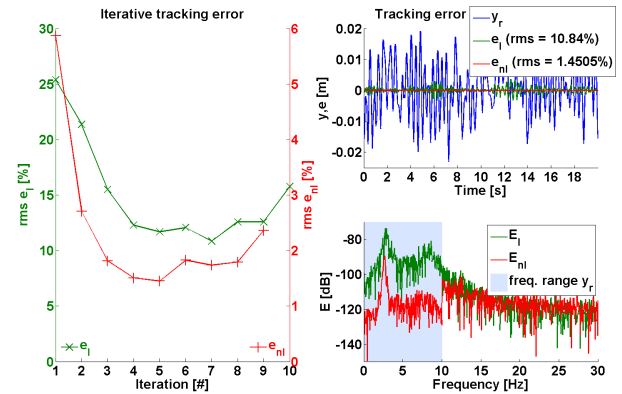 Iterative tracking error
30
25
20
15
10
5
0
rms e_l [%]
6
5
4
3
2
1
0
rms e_nl [%]
e_l
e_nl
1 2 3 4 5 6 7 8 9 10
Iteration [#]
Tracking error
y_r
e_l (rms = 10.84%)
e_nl (rms = 1.4505%)
0.02
0.01
0
-0.01
-0.02
y,e [m]
0 2 4 6 8 10 12 14 16 18
Time [s]
E_l
E_nl
freq. range y_r
-80
-100
-120
-140
E [dB]
0 5 10 15 20 25 30
Frequency [Hz]